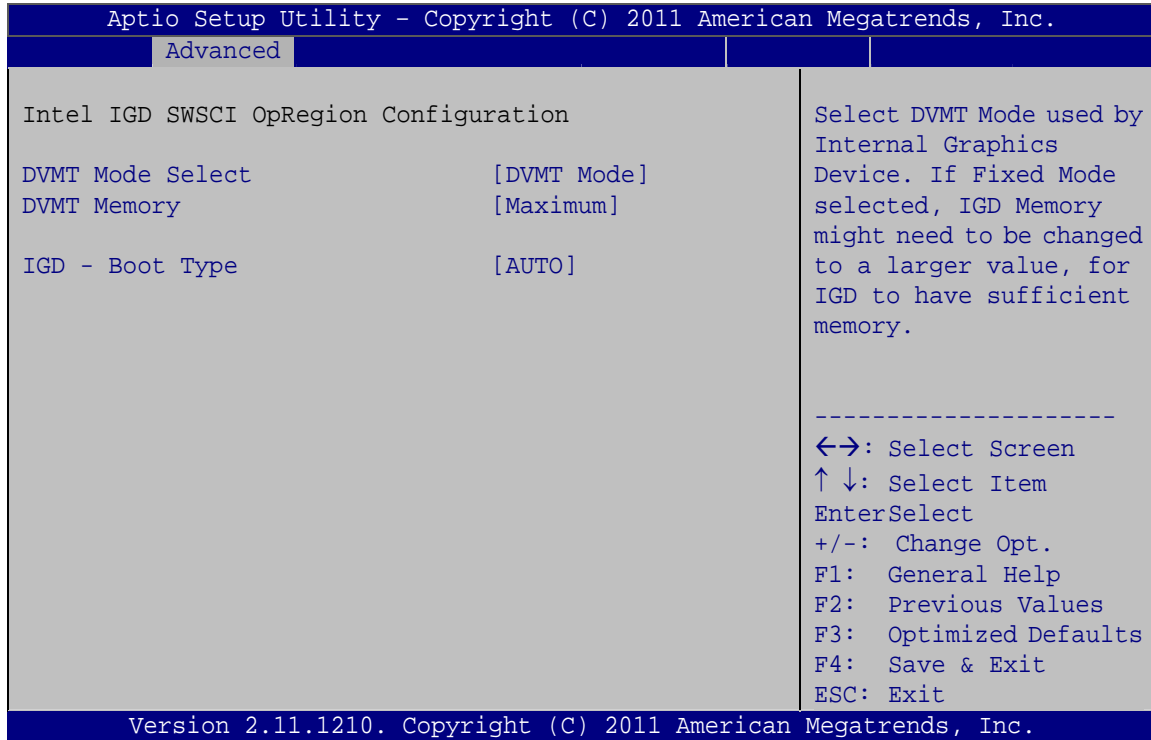 Aptio Setup Utility – Copyright (C) 2011 American Megatrends, Inc.
Advanced
Intel IGD SWSCI OpRegion Configuration
DVMT Mode Select [DVMT Mode]
DVMT Memory [Maximum]
IGD - Boot Type [AUTO]
Select DVMT Mode used by
Internal Graphics
Device. If Fixed Mode
selected, IGD Memory
might need to be changed
to a larger value, for
IGD to have sufficient
memory.
---------------------
←→: Select Screen
↑ ↓: Select Item
EnterSelect
+/-: Change Opt.
F1: General Help
F2: Previous Values
F3: Optimized Defaults
F4: Save & Exit
ESC: Exit
Version 2.11.1210. Copyright (C) 2011 American Megatrends, Inc.